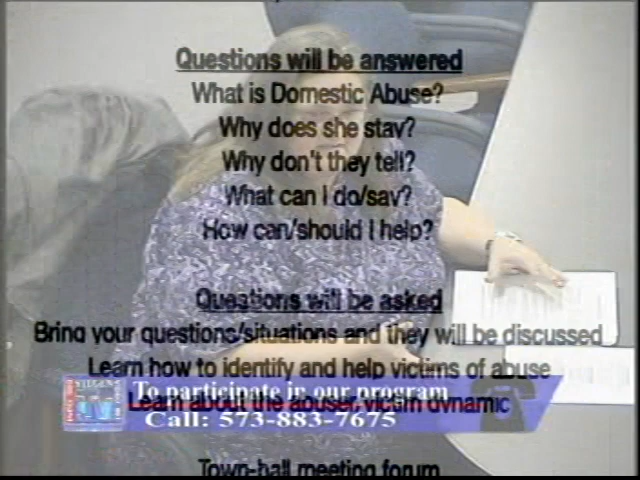 Questions will be answered
What is Domestic Abuse?
Why does she stay?
Why don't they tell?
What can I do/say?
How can/should I help?
Questions will be asked
Bring your questions/situations and they will be discussed
Learn how to identify and help victims of abuse
To participate in our program
Learn about the abuser/victim dynamic
Call: 573-883-7675
Town-hall meeting forum